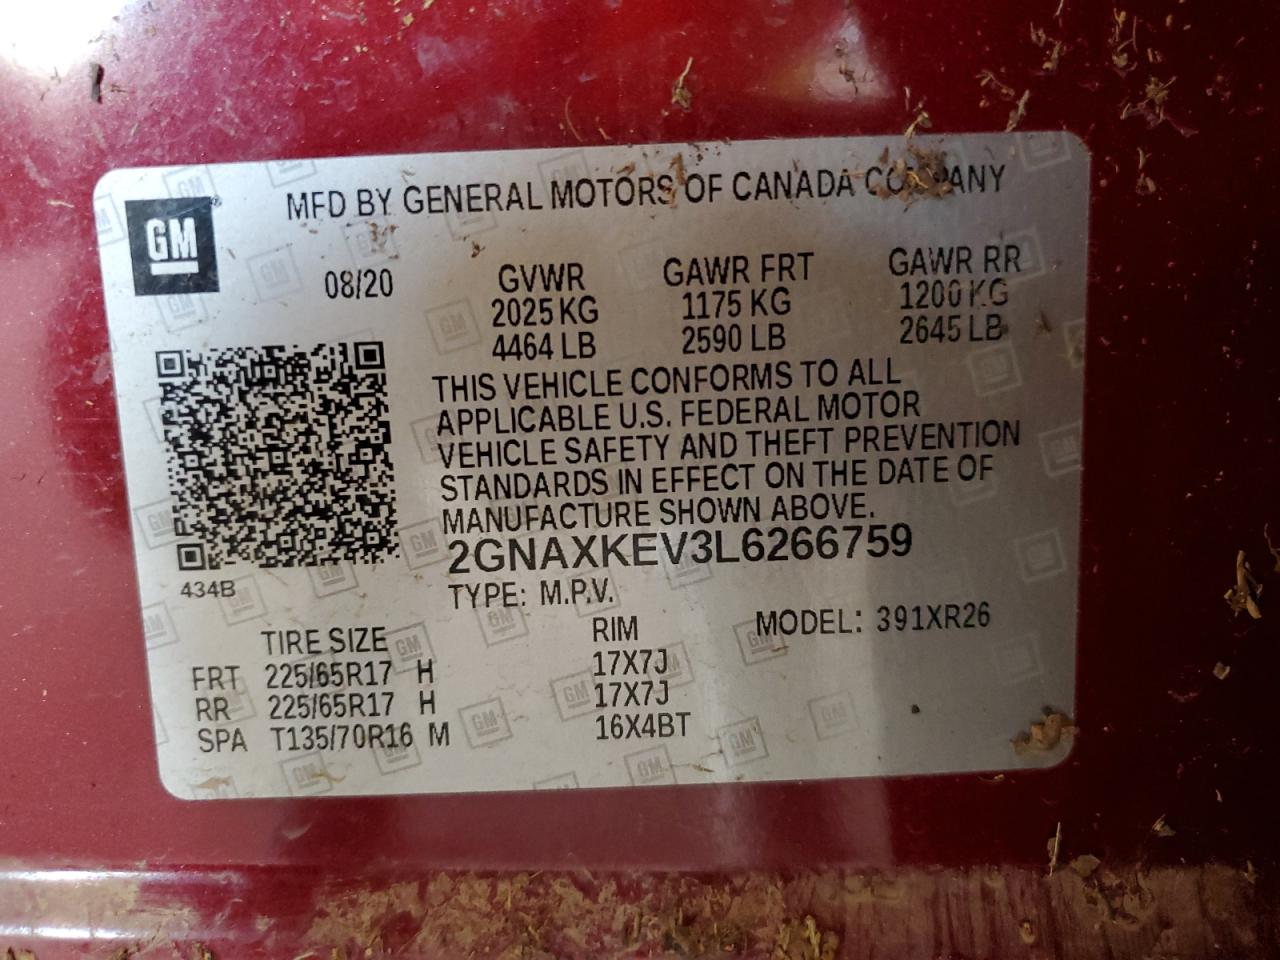 MFD BY GENERAL MOTORS OF CANADA COMPANY
GM®
08/20 GVWR GAWR FRT GAWR RR
2025 KG 1175 KG 1200 KG
4464 LB 2590 LB 2645 LB
THIS VEHICLE CONFORMS TO ALL
APPLICABLE U.S. FEDERAL MOTOR
VEHICLE SAFETY AND THEFT PREVENTION
STANDARDS IN EFFECT ON THE DATE OF
MANUFACTURE SHOWN ABOVE.
2GNAXKEV3L6266759
434B
TYPE: M.P.V.
MODEL: 391XR26
TIRE SIZE RIM
FRT 225/65R17 H 17X7J
RR 225/65R17 H 17X7J
SPA T135/70R16 M 16X4BT